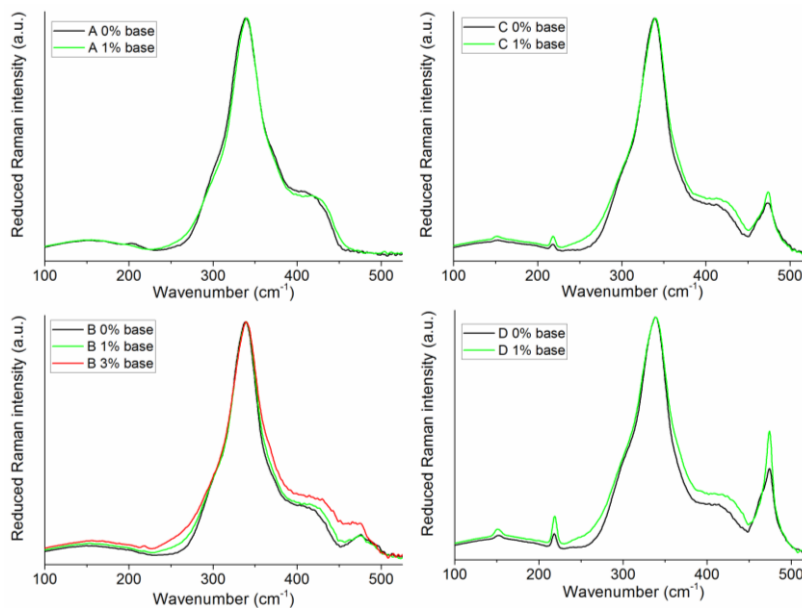 A 0% base
A 1% base
Reduced Raman intensity (a.u.)
100 200 300 400 500
Wavenumber (cm-1)
C 0% base
C 1% base
Reduced Raman intensity (a.u.)
100 200 300 400 500
Wavenumber (cm-1)
B 0% base
B 1% base
B 3% base
Reduced Raman intensity (a.u.)
100 200 300 400 500
Wavenumber (cm-1)
D 0% base
D 1% base
Reduced Raman intensity (a.u.)
100 200 300 400 500
Wavenumber (cm-1)